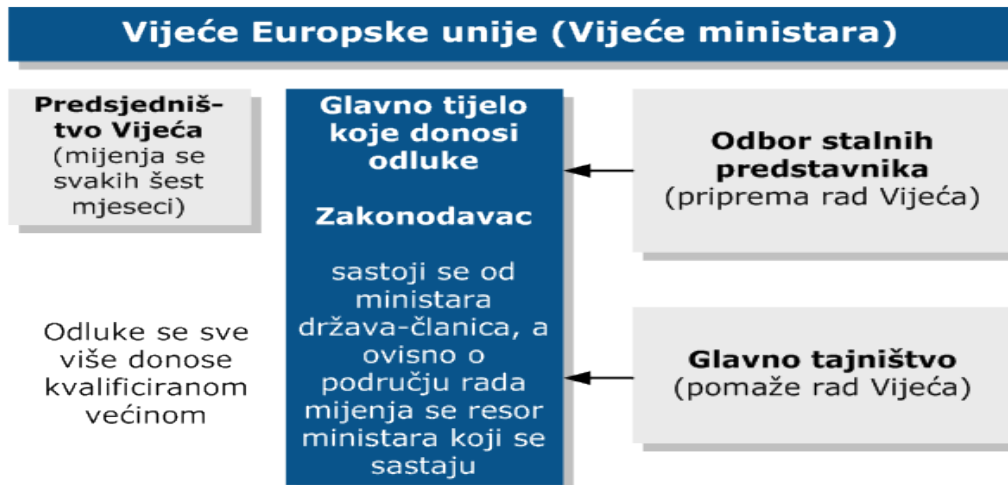 Vijeće Europske unije (Vijeće ministara)
Predsjedniš-
tvo Vijeća
(mijenja se
svakih šest
mjeseci)
Odluke se sve
više donose
kvalificiranom
većinom
Glavno tijelo
koje donosi
odluke
Zakonodavac
sastoji se od
ministara
država-članica, a
ovisno o
području rada
mijenja se resor
ministara koji se
sastaju
Odbor stalnih
predstavnika
(priprema rad Vijeća)
Glavno tajništvo
(pomaže rad Vijeća)